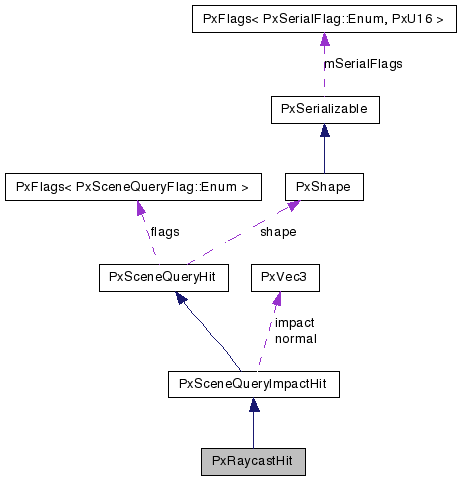 PxFlags< PxSerialFlag::Enum, PxU16 >
mSerialFlags
PxSerializable
PxFlags< PxSceneQueryFlag::Enum >
PxShape
flags
shape
PxSceneQueryHit
PxVec3
impact
normal
PxSceneQueryImpactHit
PxRaycastHit